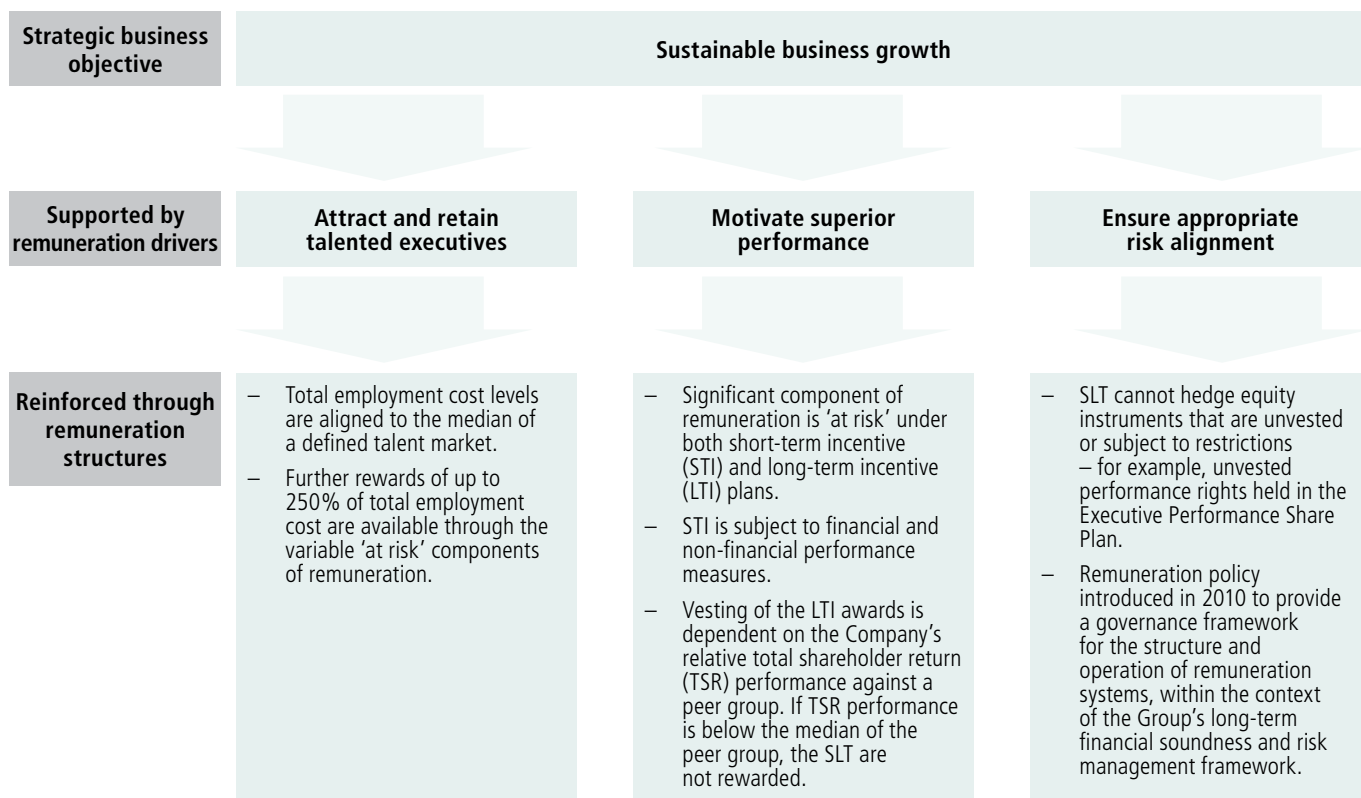 Strategic business
objective
Sustainable business growth
Supported by
remuneration drivers
Attract and retain
talented executives
Motivate superior
performance
Ensure appropriate
risk alignment
Reinforced through
remuneration
structures
– Total employment cost levels
are aligned to the median of
a defined talent market.
– Further rewards of up to
250% of total employment
cost are available through the
variable ‘at risk’ components
of remuneration.
– Significant component of
remuneration is ‘at risk’ under
both short-term incentive
(STI) and long-term incentive
(LTI) plans.
– STI is subject to financial and
non-financial performance
measures.
– Vesting of the LTI awards is
dependent on the Company’s
relative total shareholder return
(TSR) performance against a
peer group. If TSR performance
is below the median of the
peer group, the SLT are
not rewarded.
– SLT cannot hedge equity
instruments that are unvested
or subject to restrictions
– for example, unvested
performance rights held in the
Executive Performance Share
Plan.
– Remuneration policy
introduced in 2010 to provide
a governance framework
for the structure and
operation of remuneration
systems, within the context
of the Group’s long-term
financial soundness and risk
management framework.